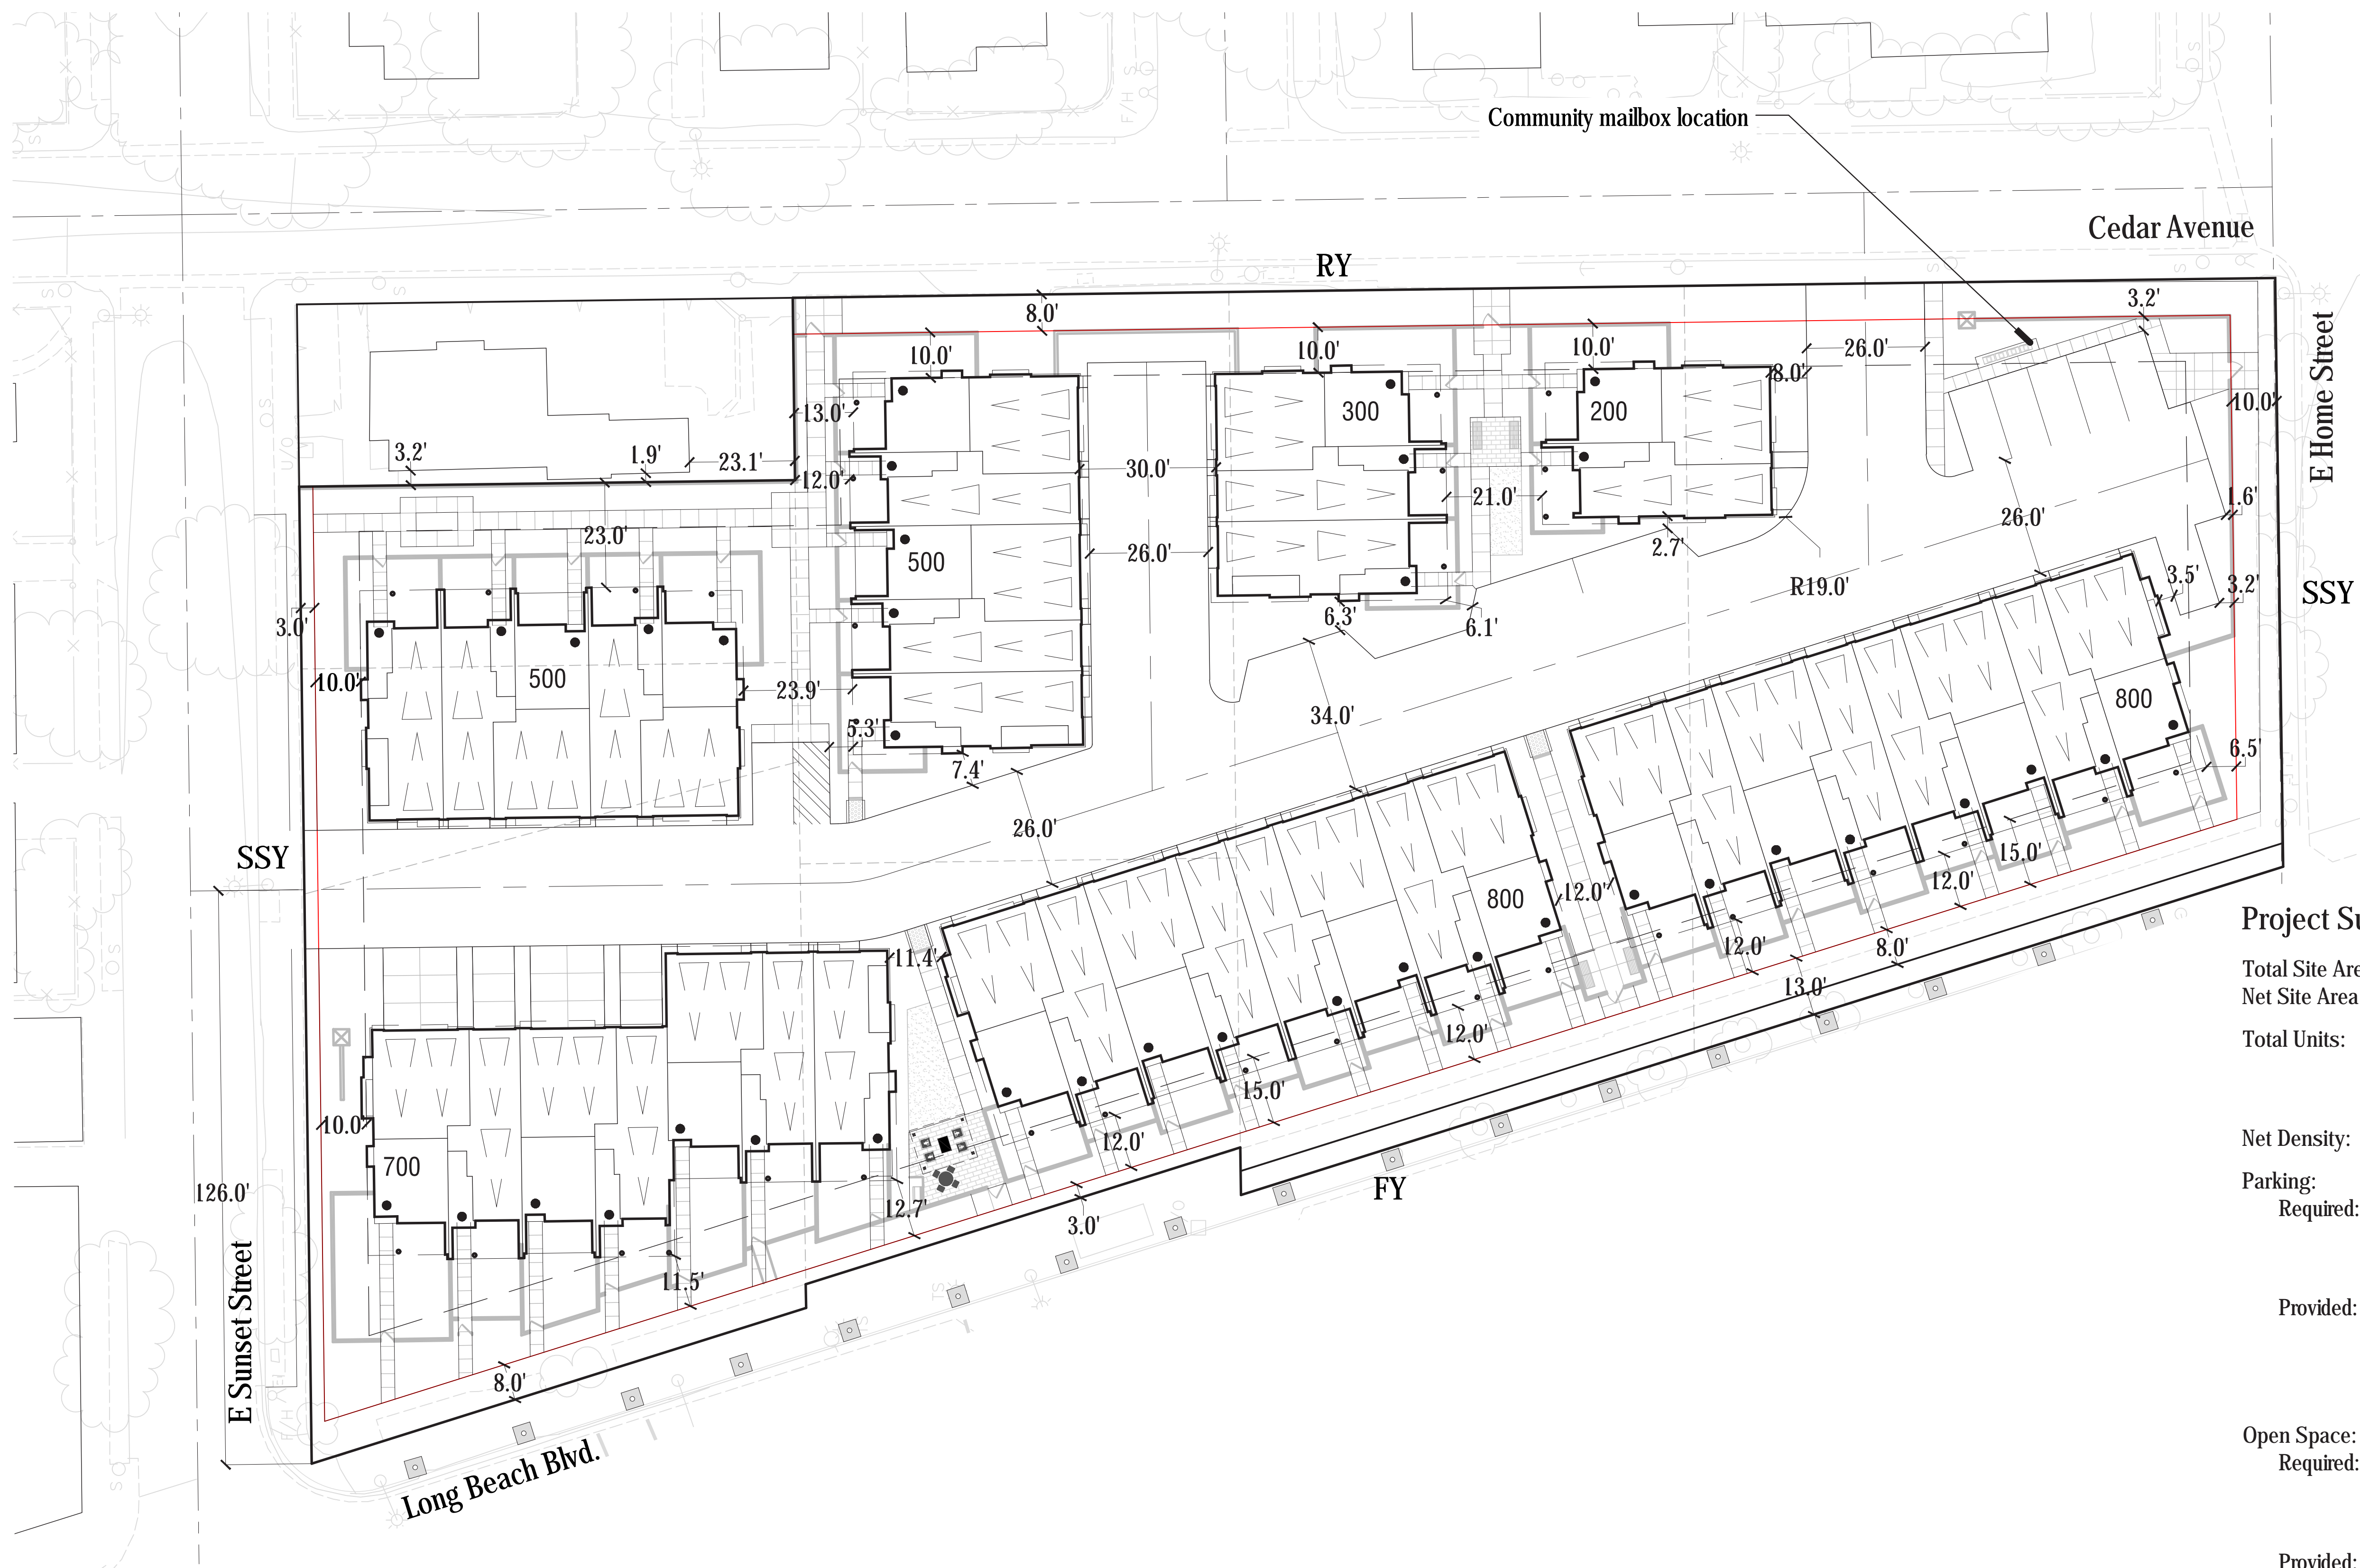 Community mailbox location
Cedar Avenue
RY
8.0'
3.2'
10.0'
10.0'
10.0'
26.0'
8.0'
10.0'
E Home Street
13.0'
300
200
3.2'
1.9'
23.1'
12.0'
30.0'
21.0'
1.6'
26.0'
23.0'
500
26.0'
2.7'
R19.0'
3.5'
3.2'
SSY
3.0'
6.3'
6.1'
10.0'
500
23.9'
5.3'
7.4'
34.0'
800
6.5'
SSY
26.0'
15.0'
12.0'
800
12.0'
Project Su
11.4'
12.0'
8.0'
Total Site Are
13.0'
Net Site Area
12.0'
Total Units:
15.0'
10.0'
12.0'
Net Density:
700
126.0'
12.7'
3.0'
FY
Parking:
Required:
11.5'
E Sunset Street
Provided:
8.0'
Long Beach Blvd.
Open Space:
Required:
Provided: